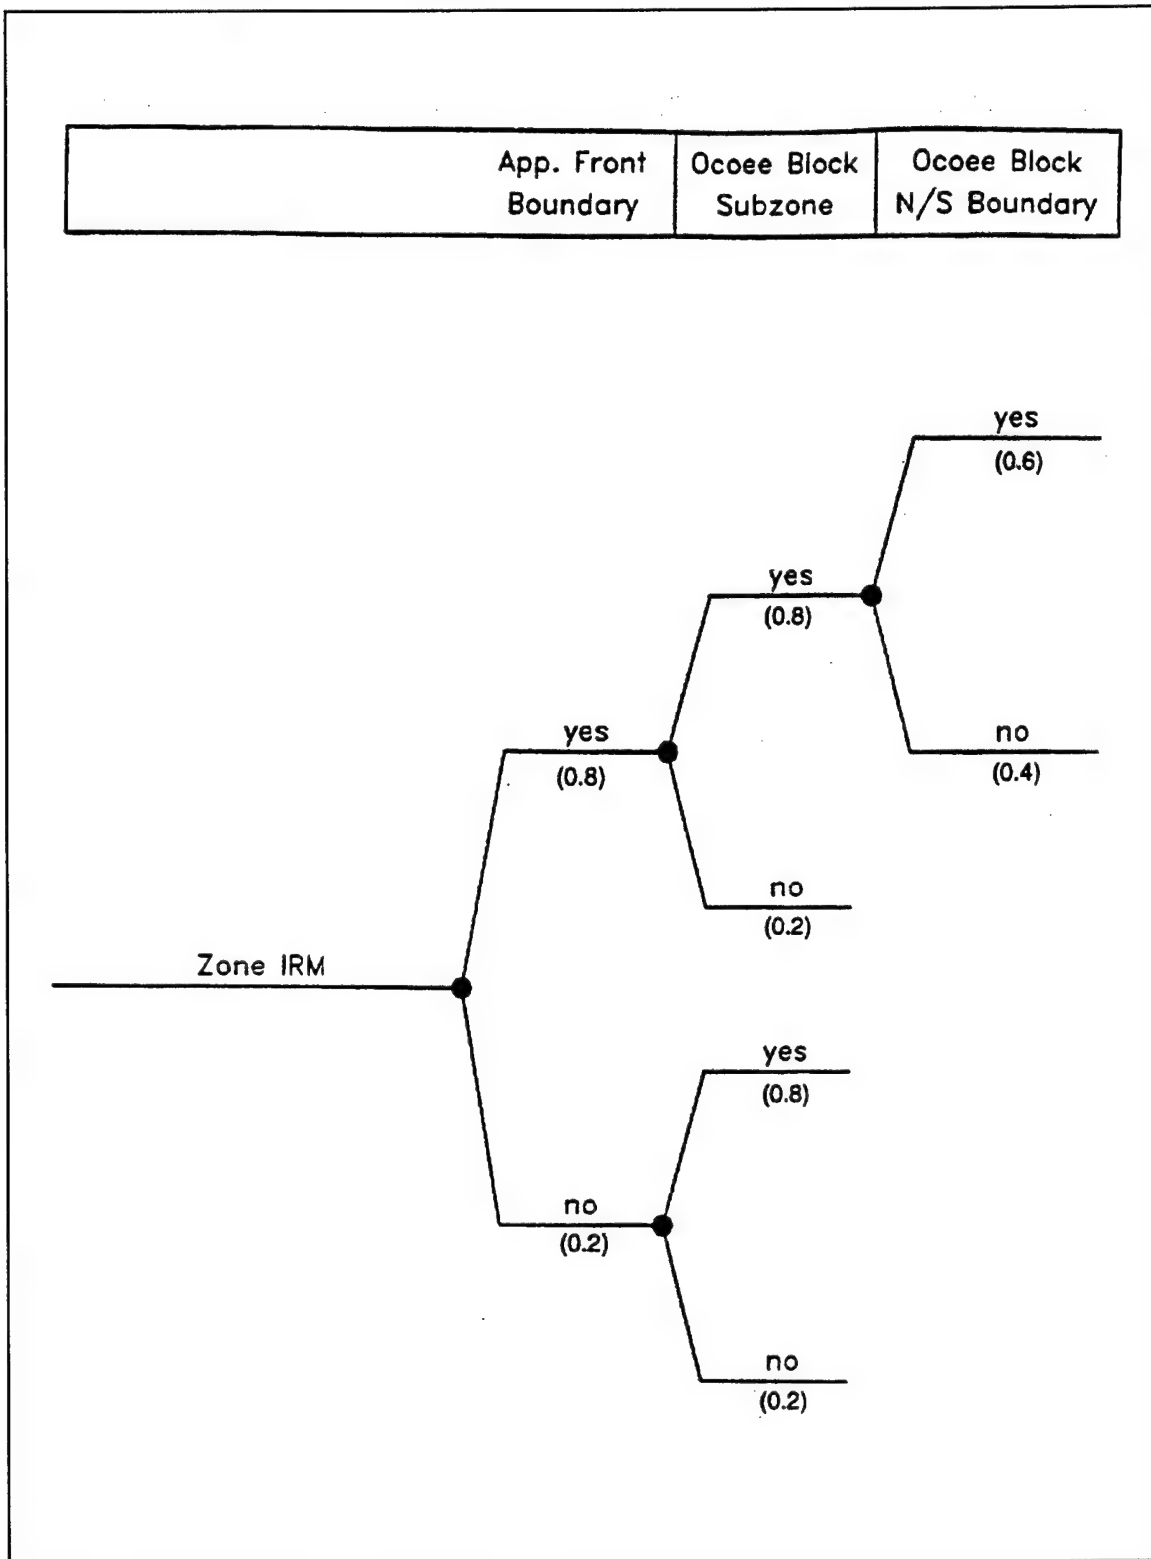 App. Front
Boundary
Ocoee Block
Subzone
Ocoee Block
N/S Boundary
yes
(0.6)
yes
(0.8)
yes
(0.8)
no
(0.4)
no
(0.2)
Zone IRM
yes
(0.8)
no
(0.2)
no
(0.2)